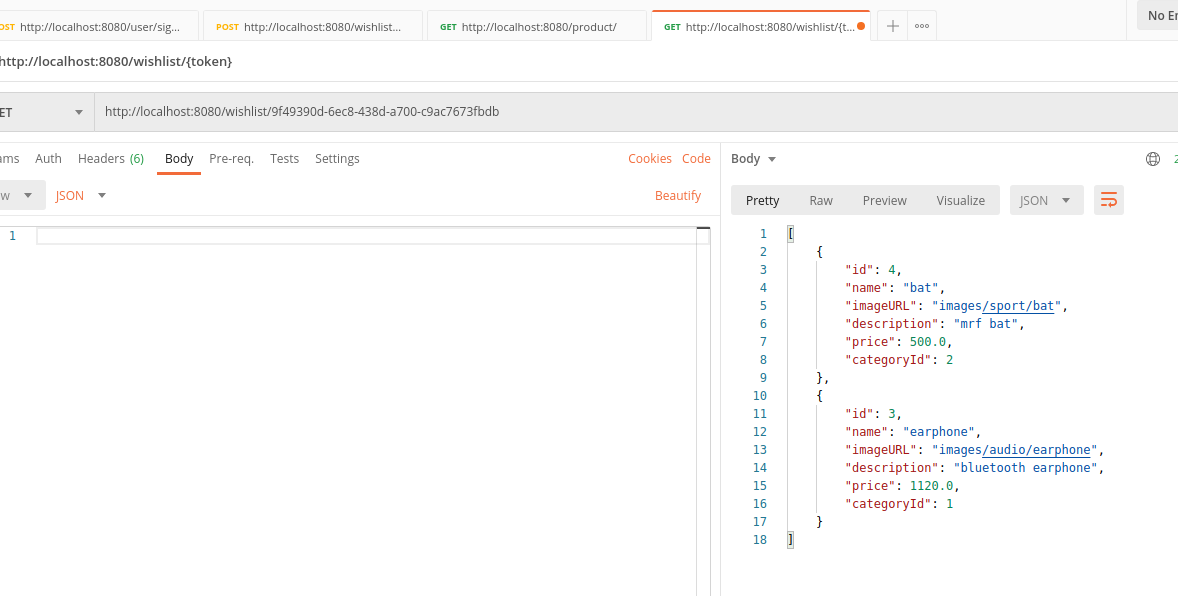 OST http://localhost:8080/user/sig... POST http://localhost:8080/wishlist... GET http://localhost:8080/product/ GET http://localhost:8080/wishlist/{t... No En
http://localhost:8080/wishlist/{token}
ET http://localhost:8080/wishlist/9f49390d-6ec8-438d-a700-c9ac7673fbdb
ams Auth Headers (6) Body Pre-req. Tests Settings Cookies Code
Body 2
w JSON Beautify
Pretty Raw Preview Visualize JSON
1
1 [
2 {
3 "id": 4,
4 "name": "bat",
5 "imageURL": "images/sport/bat",
6 "description": "mrf bat",
7 "price": 500.0,
8 "categoryId": 2
9 },
10 {
11 "id": 3,
12 "name": "earphone",
13 "imageURL": "images/audio/earphone",
14 "description": "bluetooth earphone",
15 "price": 1120.0,
16 "categoryId": 1
17 }
18 ]